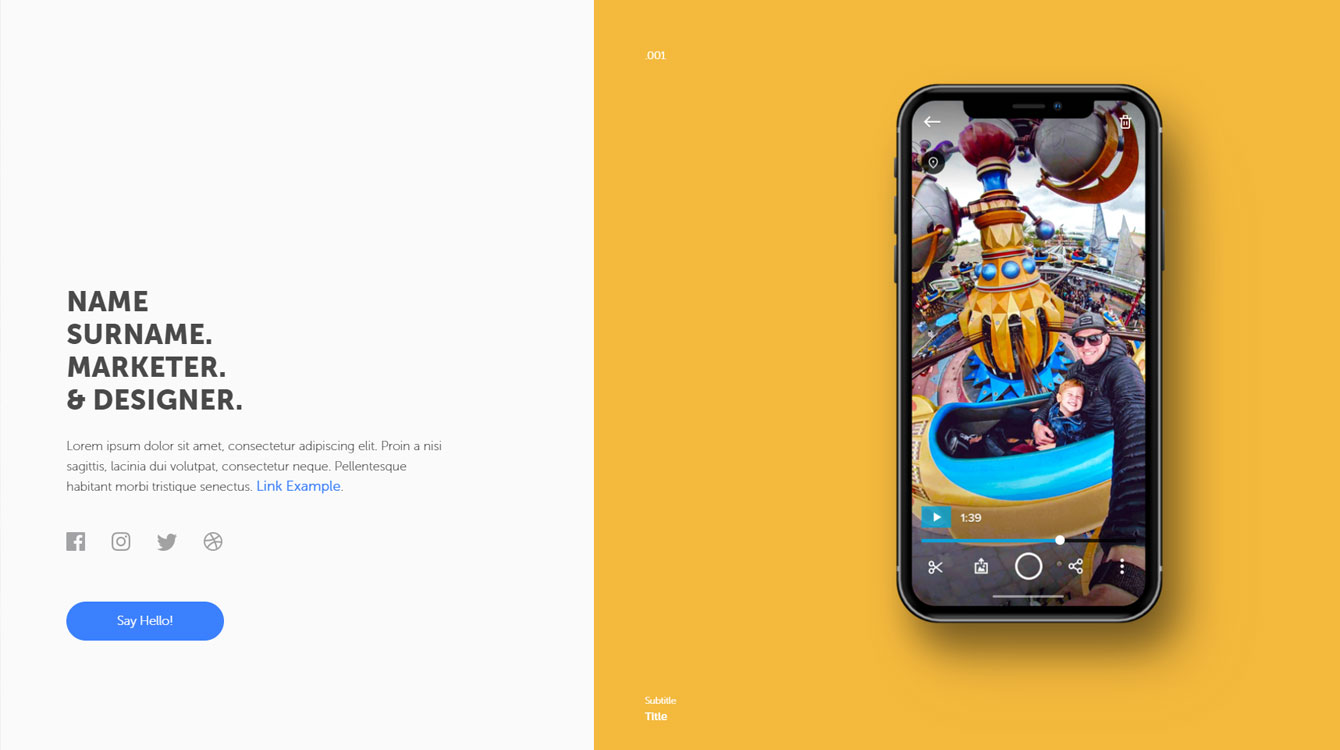 NAME
SURNAME.
MARKETER.
& DESIGNER.
Lorem ipsum dolor sit amet, consectetur adipiscing elit. Proin a nisi
sagittis, lacinia dui volutpat, consectetur neque. Pellentesque
habitant morbi tristique senectus. Link Example.
Say Hello!
.001
1:39
Subtitle
Title